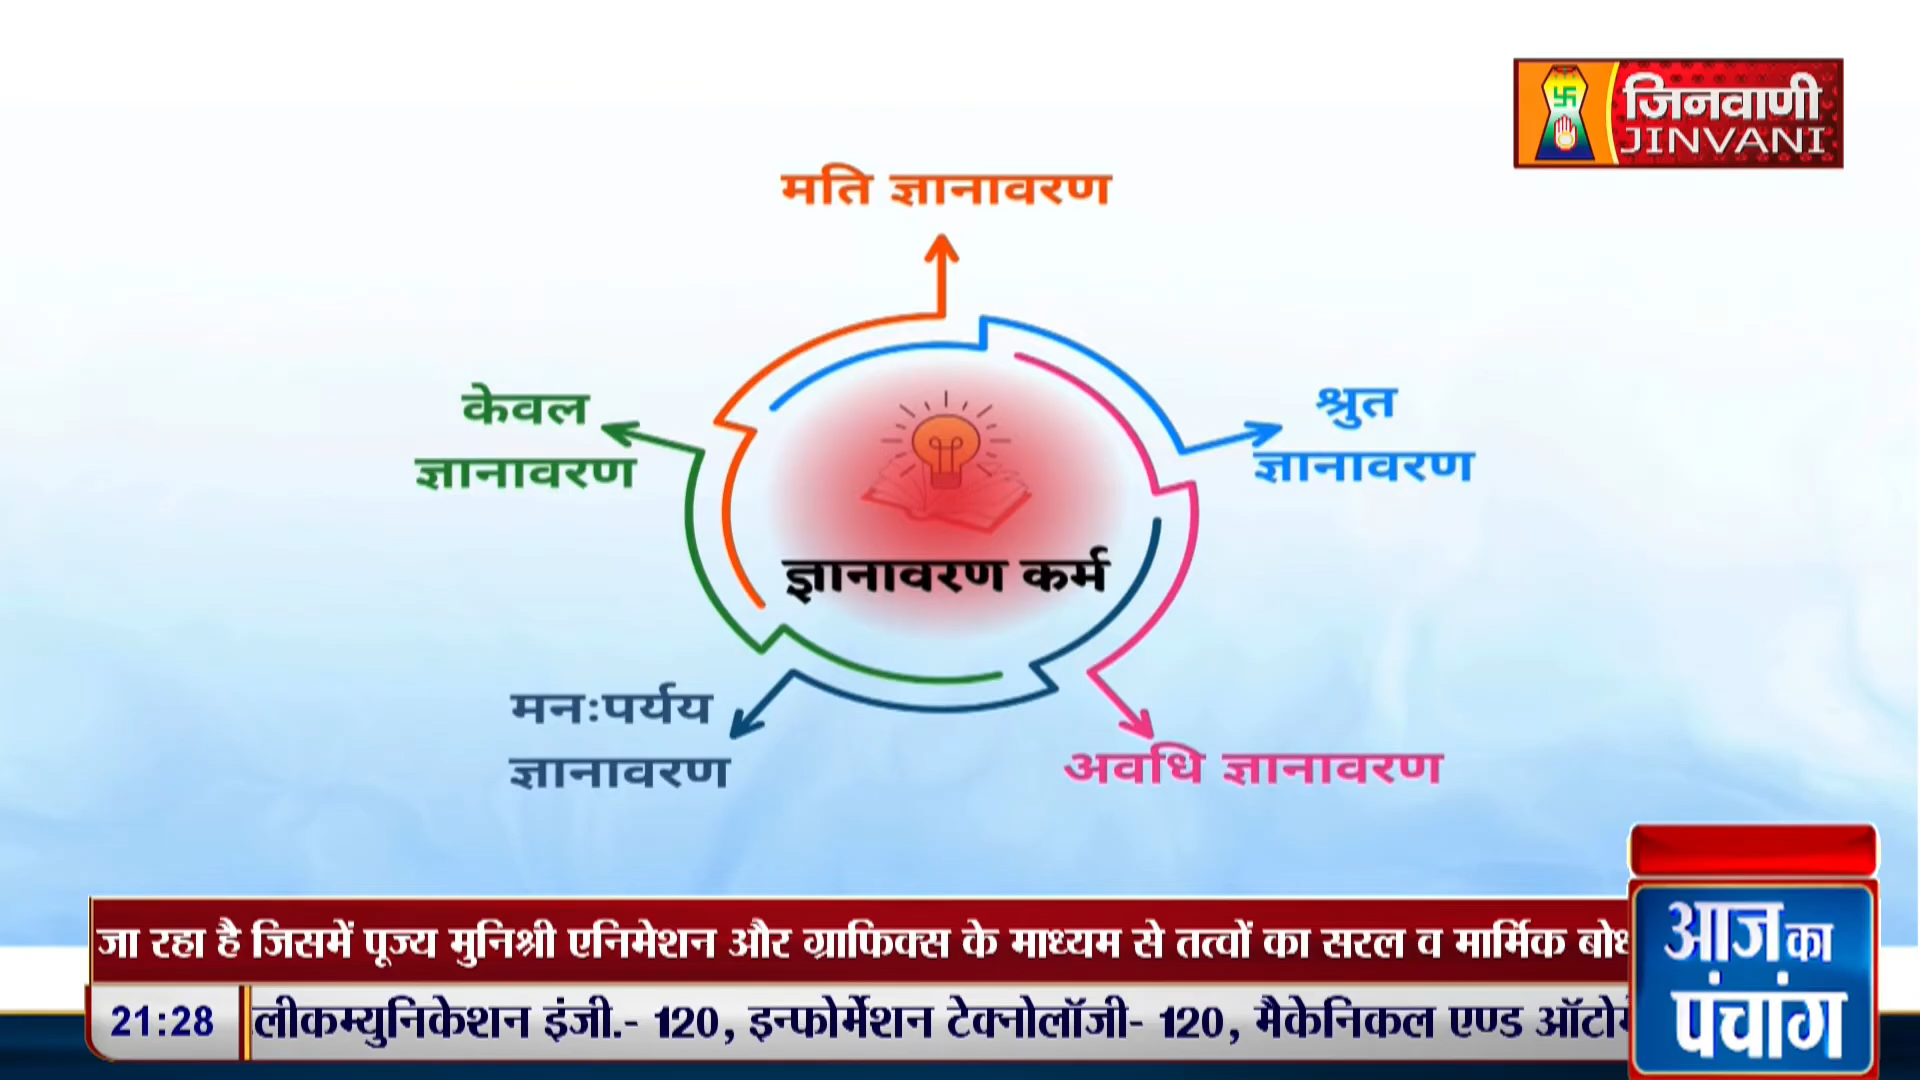 जिनवाणी
JINVANI
मति ज्ञानावरण
केवल
ज्ञानावरण
श्रुत
ज्ञानावरण
ज्ञानावरण कर्म
मनःपर्यय
ज्ञानावरण
अवधि ज्ञानावरण
जा रहा है जिसमें पूज्य मुनिश्री एनिमेशन और ग्राफिक्स के माध्यम से तत्वों का सरल व मार्मिक
आज का
पंचांग
21:28
लीकम्युनिकेशन इंजी.- 120, इन्फोर्मेशन टेक्नोलॉजी- 120, मैकेनिकल एण्ड